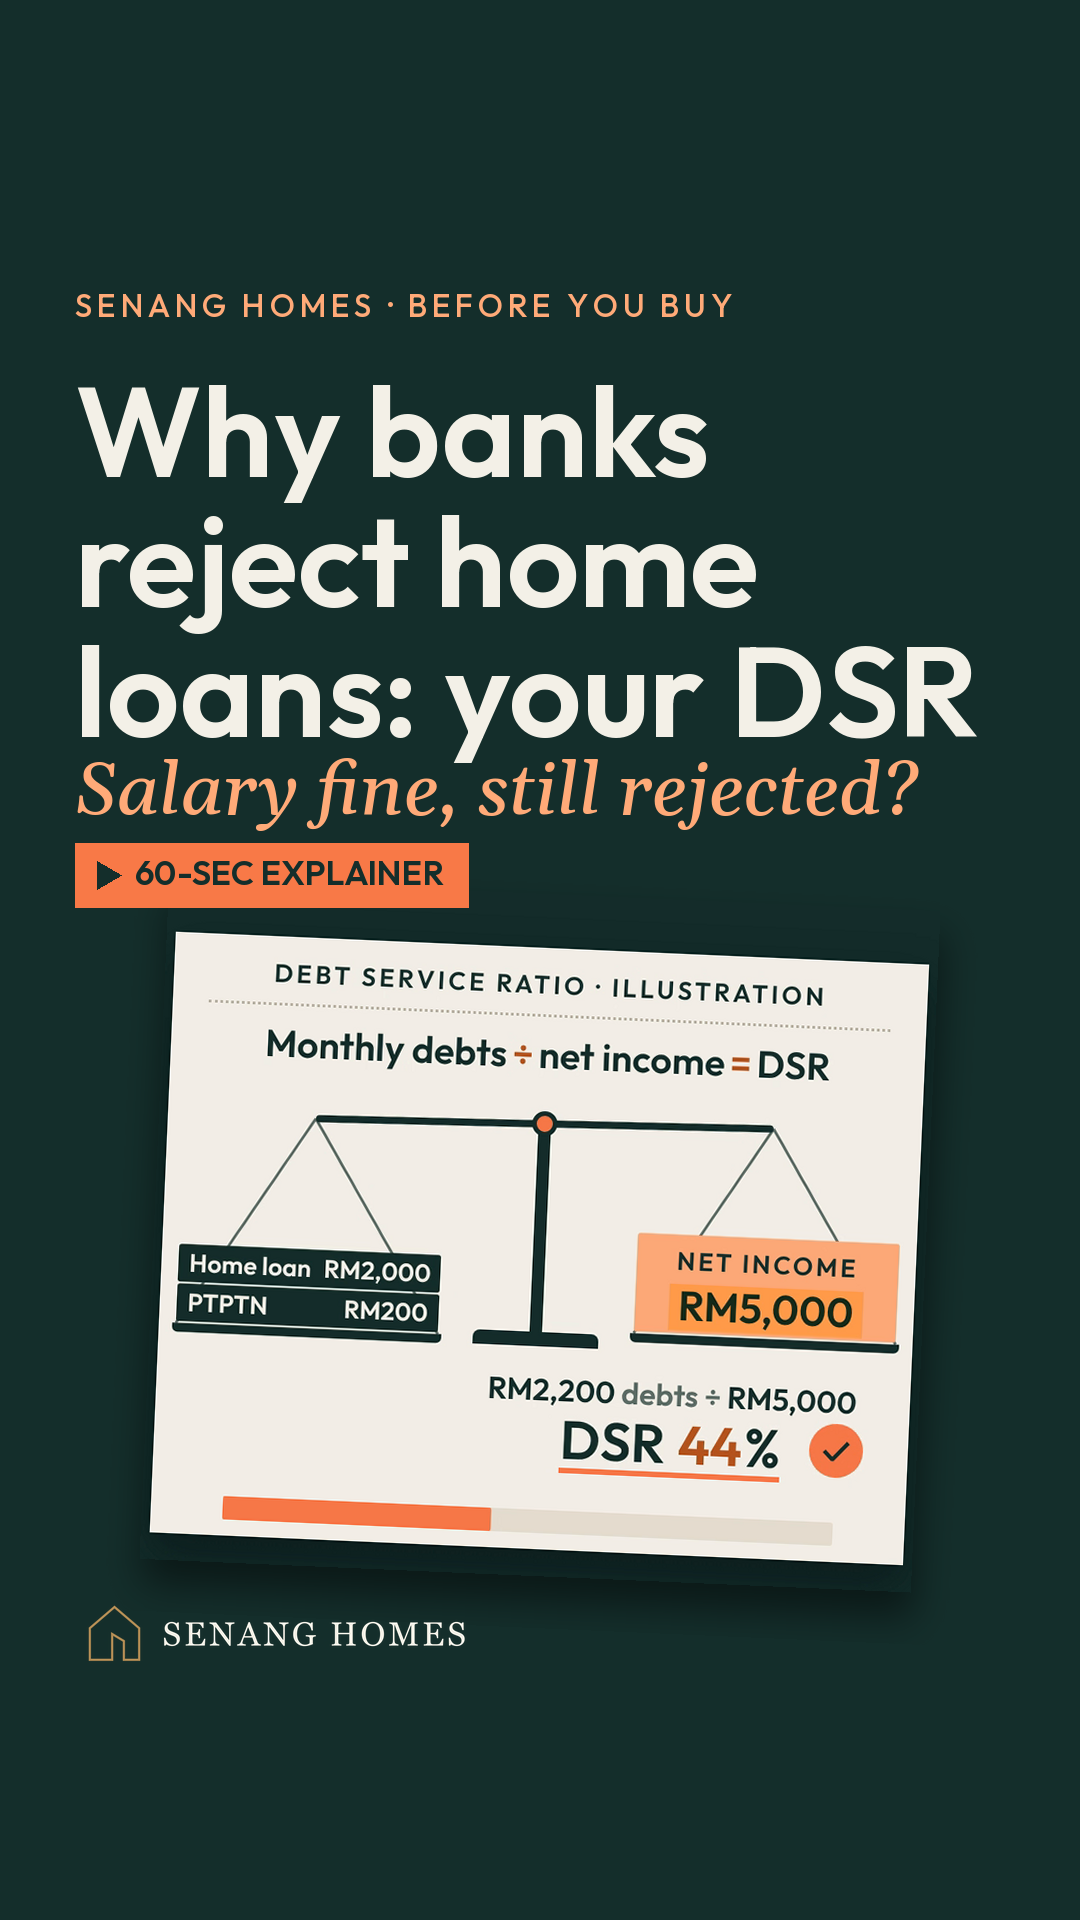 SENANG HOMES · BEFORE YOU BUY
Why banks
reject home
loans: your DSR
Salary fine, still rejected?
▶ 60-SEC EXPLAINER
DEBT SERVICE RATIO · ILLUSTRATION
Monthly debts ÷ net income = DSR
Home loan RM2,000
PTPTN RM200
NET INCOME
RM5,000
RM2,200 debts ÷ RM5,000
DSR 44%
SENANG HOMES